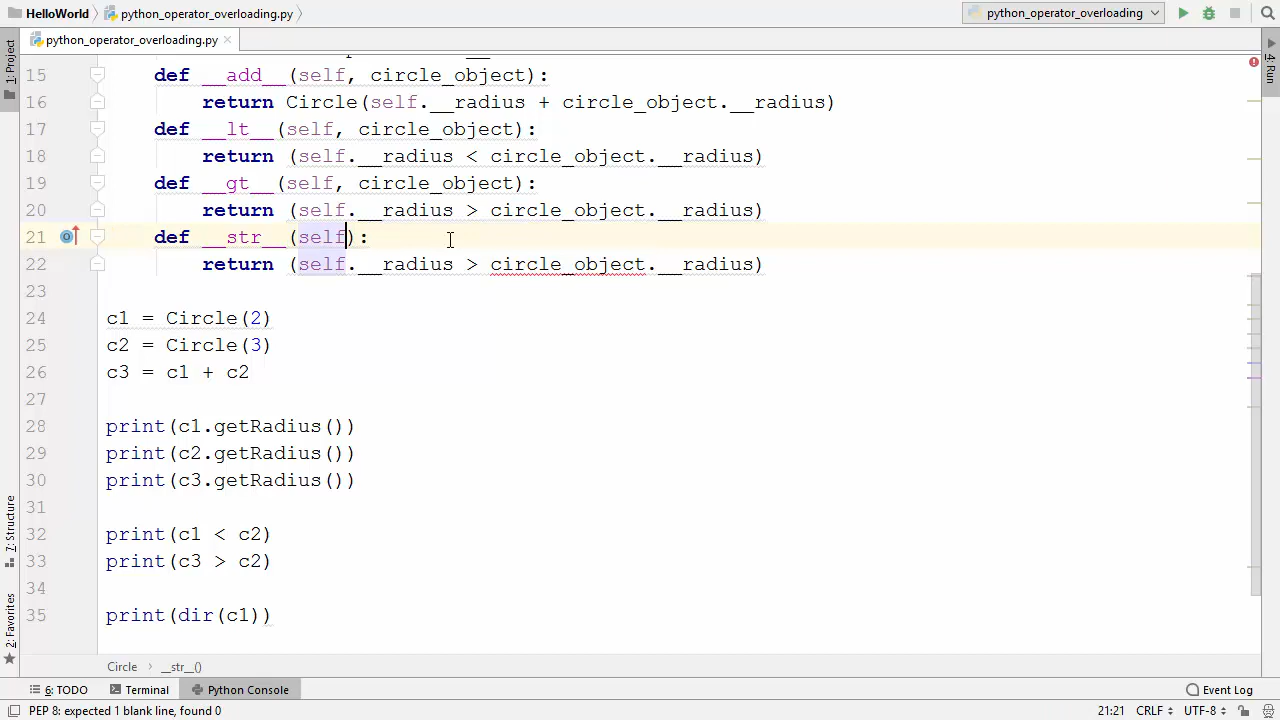 HelloWorld python_operator_overloading.py python_operator_overloading
python_operator_overloading.py
1: Project
4: Run
15 def __add__(self, circle_object):
16 return Circle(self.__radius + circle_object.__radius)
17 def __lt__(self, circle_object):
18 return (self.__radius < circle_object.__radius)
19 def __gt__(self, circle_object):
20 return (self.__radius > circle_object.__radius)
21 def __str__(self):
22 return (self.__radius > circle_object.__radius)
23
24 c1 = Circle(2)
25 c2 = Circle(3)
26 c3 = c1 + c2
27
28 print(c1.getRadius())
29 print(c2.getRadius())
30 print(c3.getRadius())
31
32 print(c1 < c2)
33 print(c3 > c2)
34
35 print(dir(c1))
7: Structure
2: Favorites
Circle > __str__()
6: TODO Terminal Python Console Event Log
PEP 8: expected 1 blank line, found 0 21:21 CRLF UTF-8